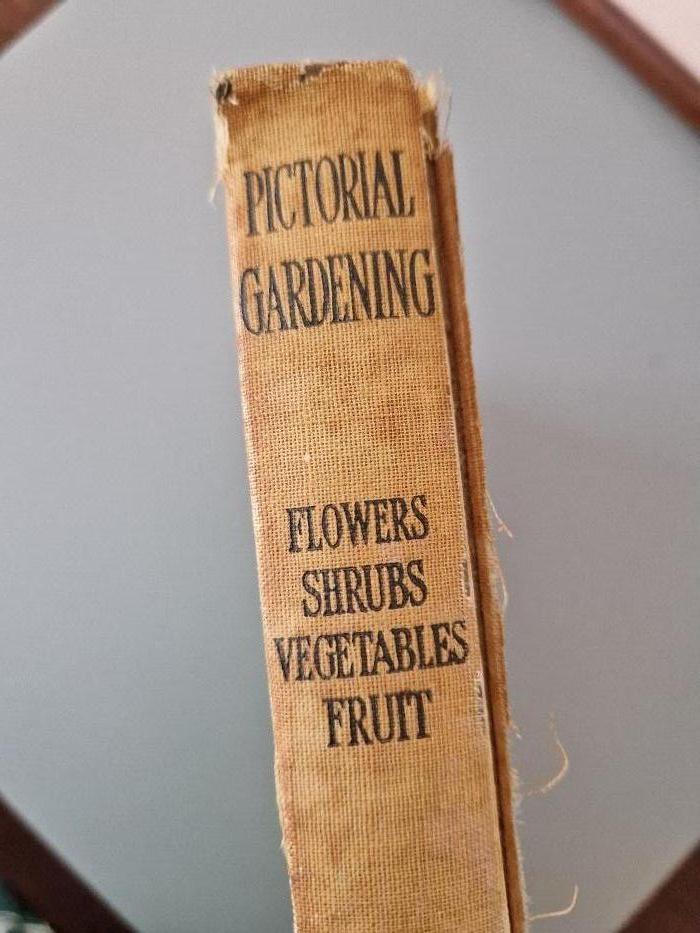 PICTORIAL
GARDENING
FLOWERS
SHRUBS
VEGETABLES
FRUIT